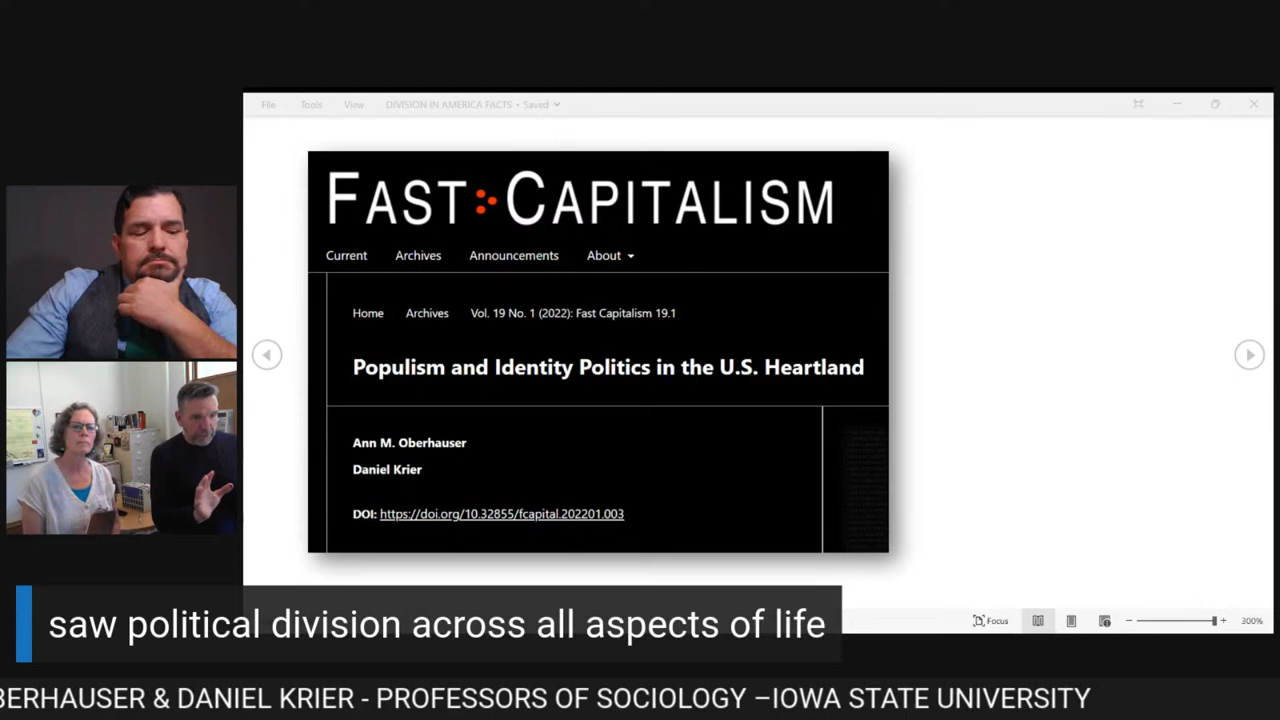 File Tools View DIVISION IN AMERICA FACTS • Saved
FAST CAPITALISM
Current Archives Announcements About
Home Archives Vol. 19 No. 1 (2022): Fast Capitalism 19.1
Populism and Identity Politics in the U.S. Heartland
Ann M. Oberhauser
Daniel Krier
DOI: https://doi.org/10.32855/fcapital.202201.003
saw political division across all aspects of life
Focus
300%
BERHAUSER & DANIEL KRIER - PROFESSORS OF SOCIOLOGY –IOWA STATE UNIVERSITY